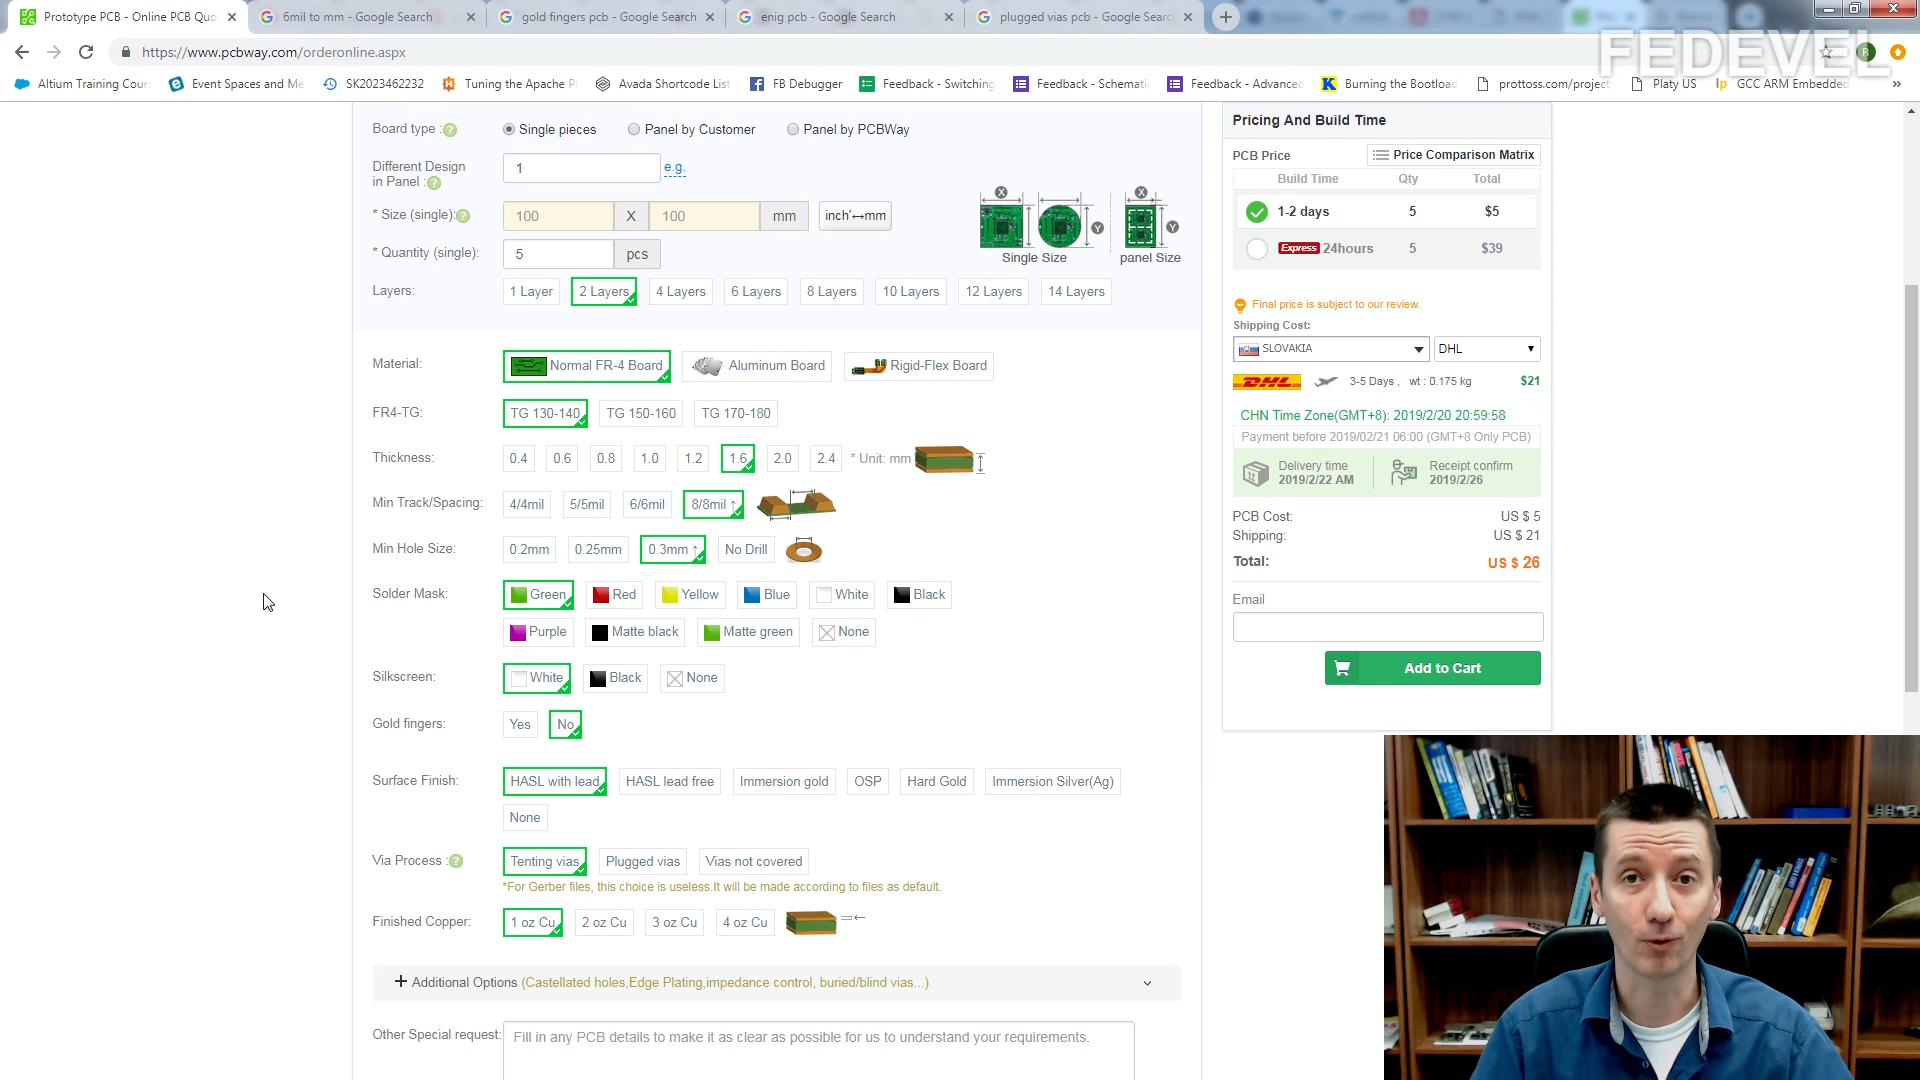 Prototype PCB - Online PCB Quo
6mil to mm - Google Search
gold fingers pcb - Google Search
enig pcb - Google Search
plugged vias pcb - Google Searc
https://www.pcbway.com/orderonline.aspx
FEDEVEL
Altium Training Cour
Event Spaces and Me
SK2023462232
Tuning the Apache P
Avada Shortcode List
FB Debugger
Feedback - Switching
Feedback - Schemati
Feedback - Advanced
Burning the Bootload
prottoss.com/project
Platy US
GCC ARM Embedded
Board type :
Single pieces
Panel by Customer
Panel by PCBWay
Different Design
in Panel :
1
e.g.
* Size (single):
100 X 100 mm
inch'↔mm
X
X
Y
Y
Single Size
panel Size
* Quantity (single):
5 pcs
Layers:
1 Layer
2 Layers
4 Layers
6 Layers
8 Layers
10 Layers
12 Layers
14 Layers
Material:
Normal FR-4 Board
Aluminum Board
Rigid-Flex Board
FR4-TG:
TG 130-140
TG 150-160
TG 170-180
Thickness:
0.4
0.6
0.8
1.0
1.2
1.6
2.0
2.4
* Unit: mm
Min Track/Spacing:
4/4mil
5/5mil
6/6mil
8/8mil ↑
Min Hole Size:
0.2mm
0.25mm
0.3mm ↑
No Drill
Solder Mask:
Green
Red
Yellow
Blue
White
Black
Purple
Matte black
Matte green
None
Silkscreen:
White
Black
None
Gold fingers:
Yes
No
Surface Finish:
HASL with lead
HASL lead free
Immersion gold
OSP
Hard Gold
Immersion Silver(Ag)
None
Via Process :
Tenting vias
Plugged vias
Vias not covered
*For Gerber files, this choice is useless.It will be made according to files as default.
Finished Copper:
1 oz Cu
2 oz Cu
3 oz Cu
4 oz Cu
Additional Options (Castellated holes,Edge Plating,impedance control, buried/blind vias...)
Other Special request:
Fill in any PCB details to make it as clear as possible for us to understand your requirements.
Pricing And Build Time
PCB Price
Price Comparison Matrix
Build Time Qty Total
1-2 days 5 $5
Express 24hours 5 $39
Final price is subject to our review.
Shipping Cost:
SLOVAKIA
DHL
DHL 3-5 Days , wt : 0.175 kg $21
CHN Time Zone(GMT+8): 2019/2/20 20:59:58
Payment before 2019/02/21 06:00 (GMT+8 Only PCB)
Delivery time
2019/2/22 AM
Receipt confirm
2019/2/26
PCB Cost: US $ 5
Shipping: US $ 21
Total: US $ 26
Email
Add to Cart